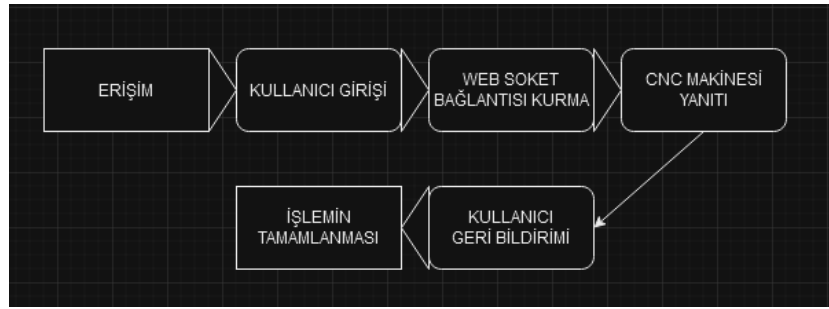 ERİŞİM
KULLANICI GİRİŞİ
WEB SOKET
BAĞLANTISI KURMA
CNC MAKİNESİ
YANITI
İŞLEMİN
TAMAMLANMASI
KULLANICI
GERİ BİLDİRİMİ